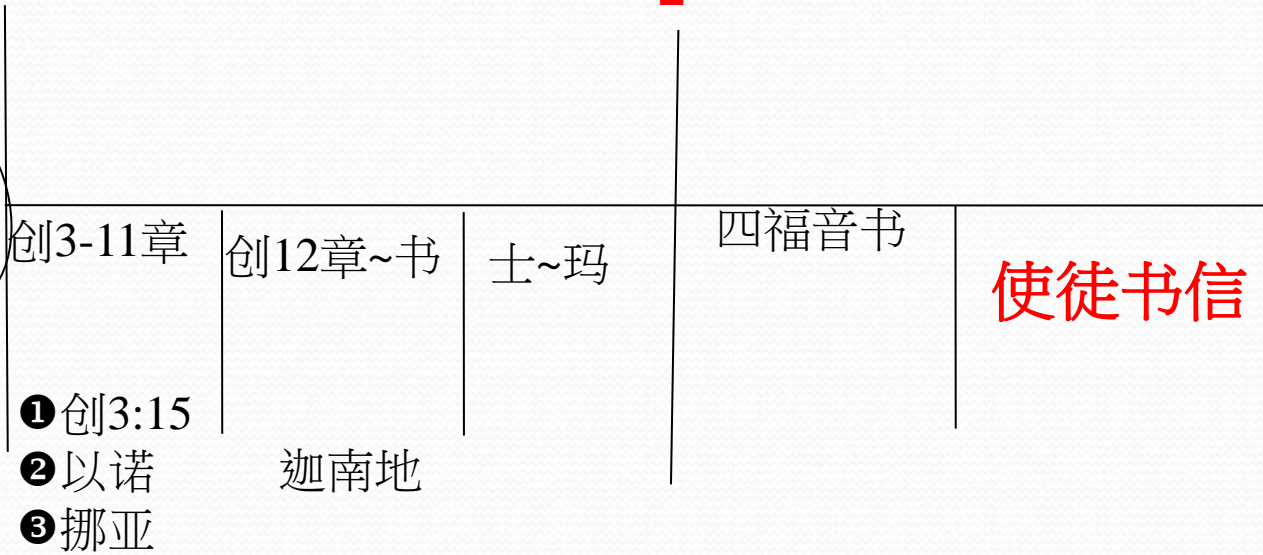 创3-11章
创12章~书
士~玛
四福音书
使徒书信
❶创3:15
❷以诺
迦南地
❸挪亚